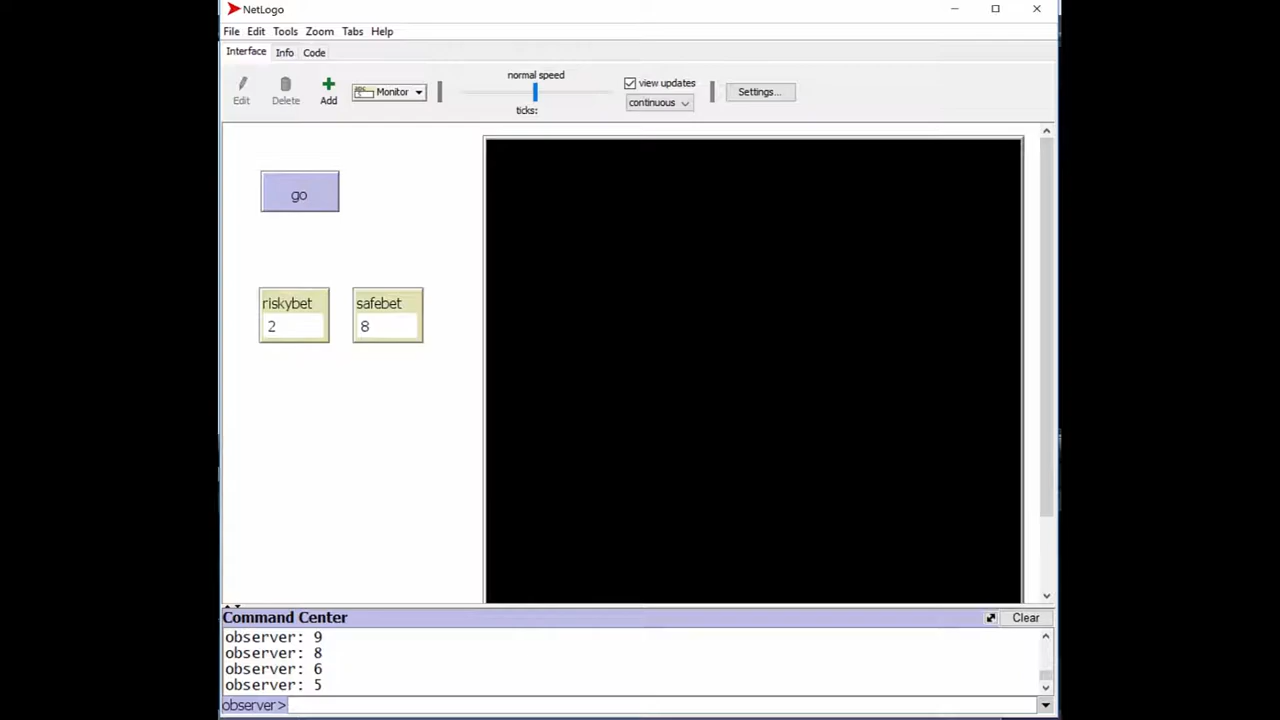 NetLogo
File Edit Tools Zoom Tabs Help
Interface Info Code
Edit Delete Add Monitor normal speed ticks: view updates continuous Settings...
go
riskybet safebet
2 8
Command Center Clear
observer: 9
observer: 8
observer: 6
observer: 5
observer>